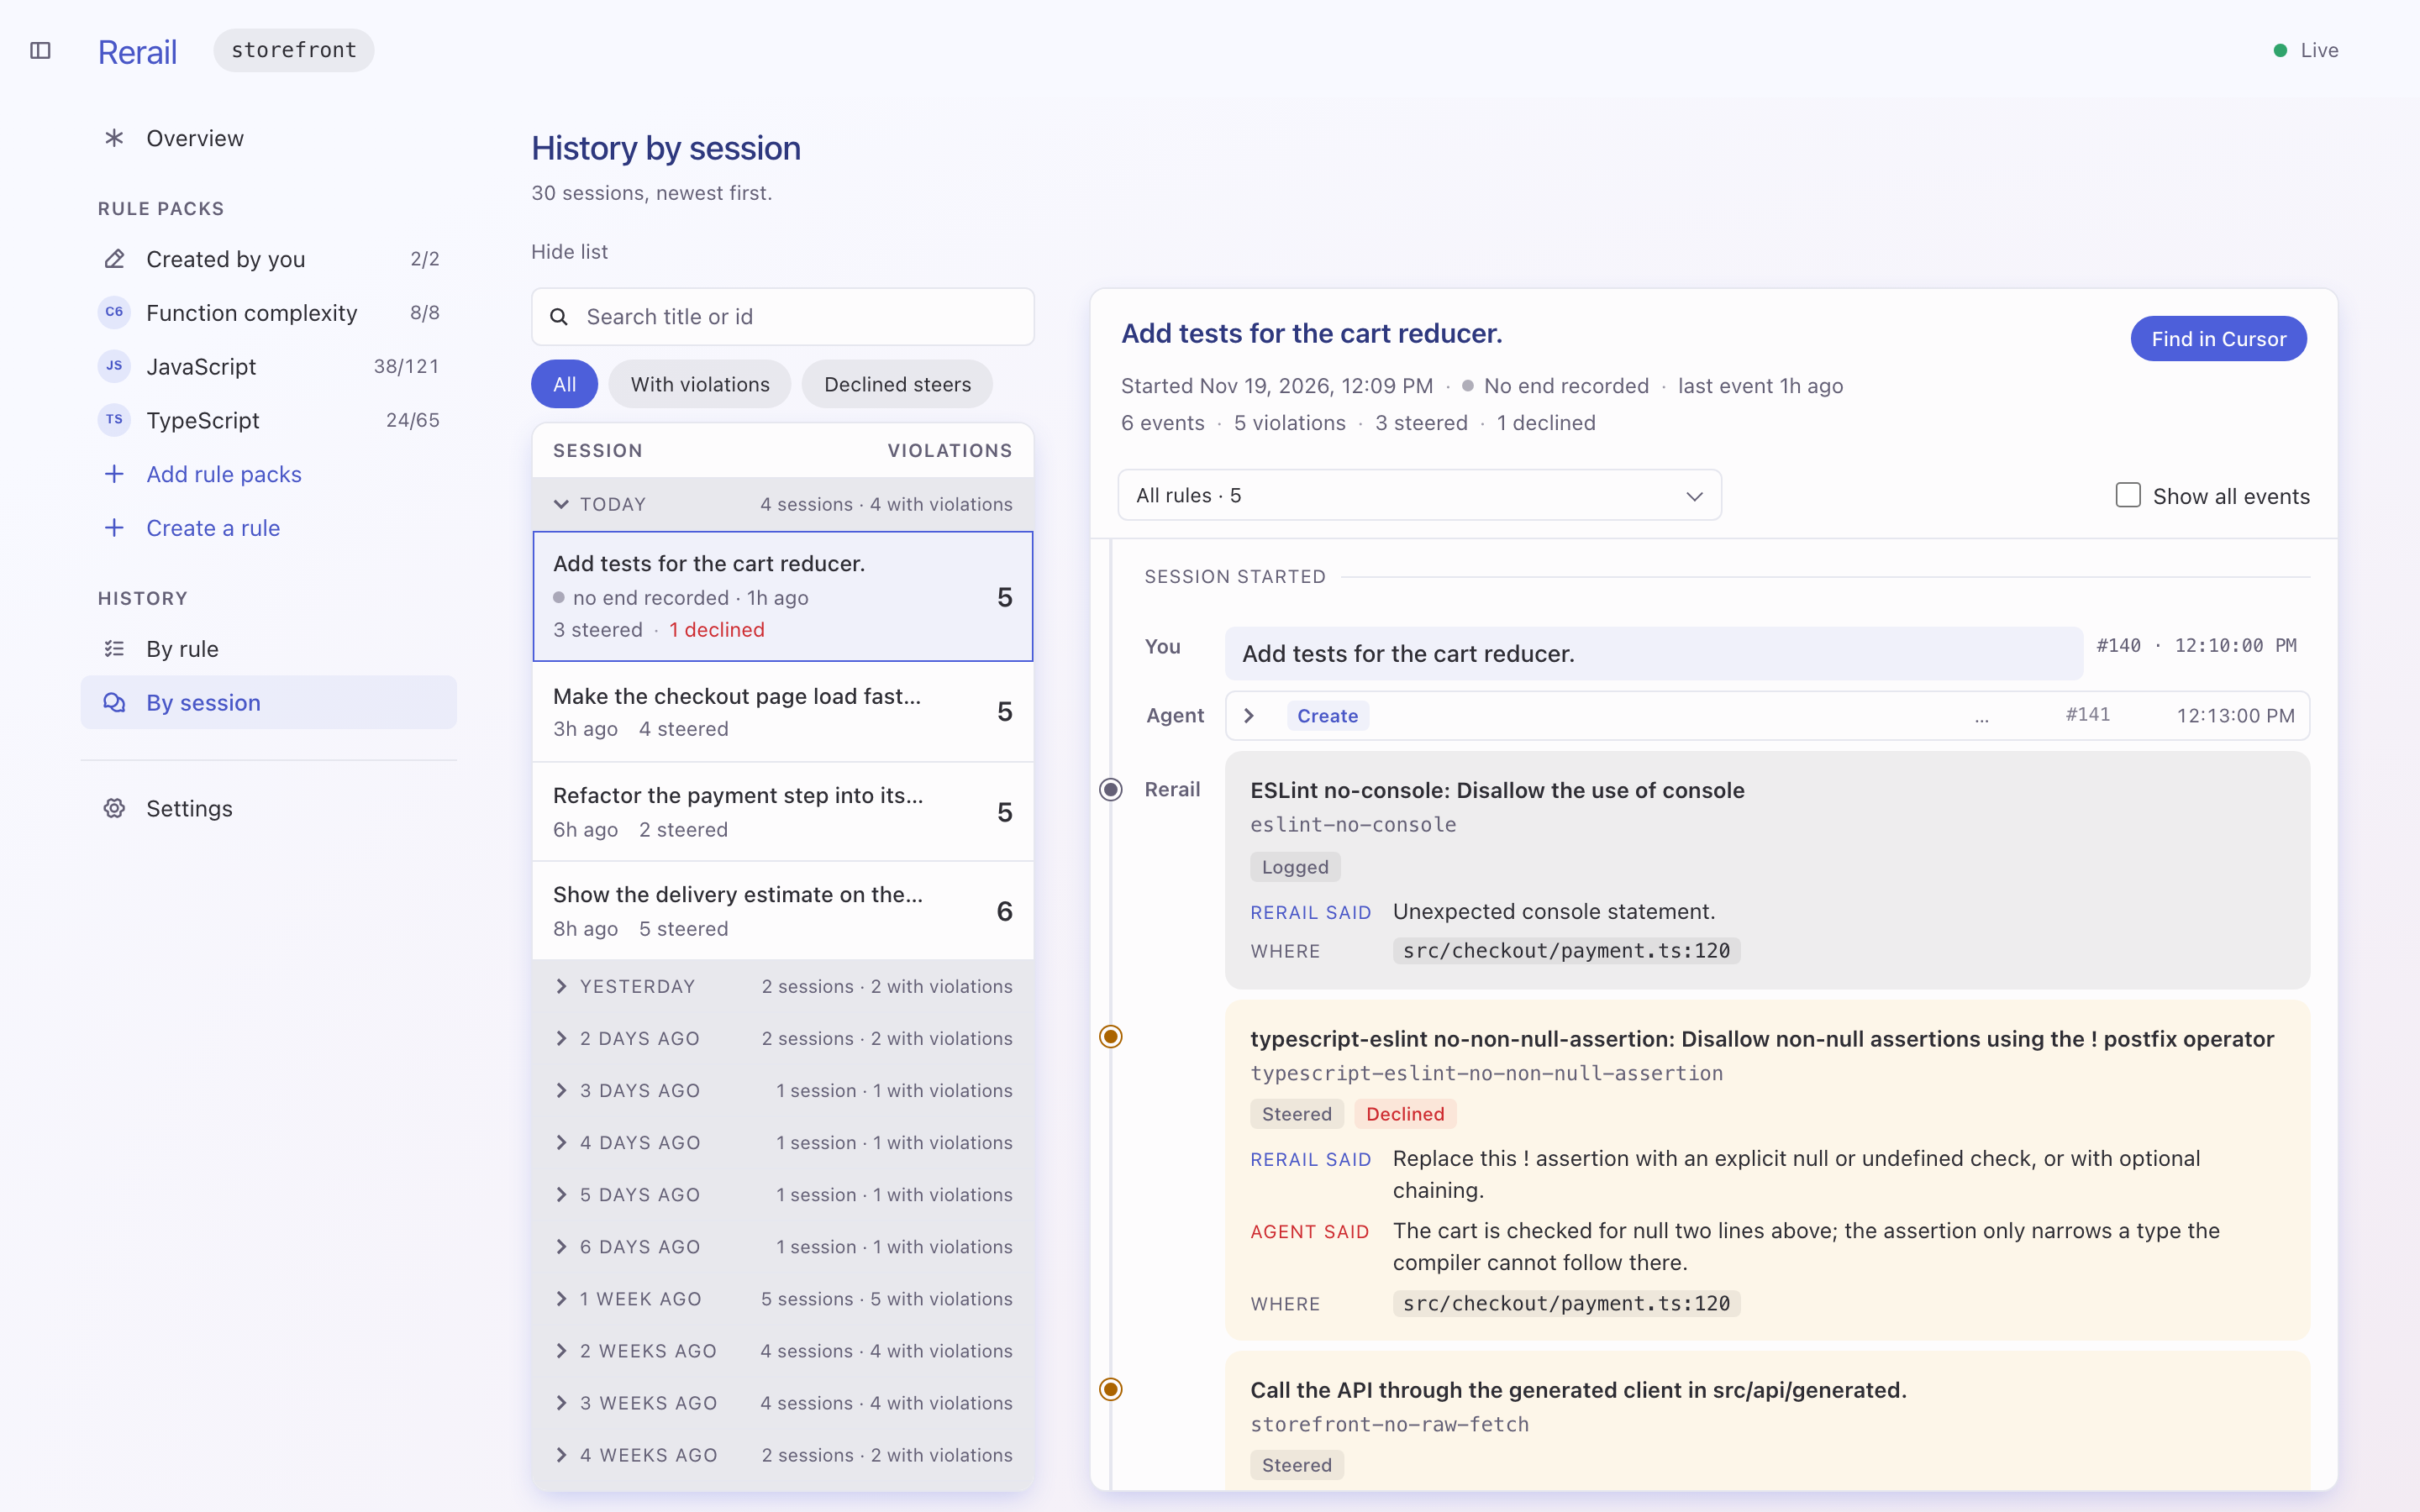 Rerail
storefront
Live
Overview
RULE PACKS
Created by you 2/2
C6 Function complexity 8/8
JS JavaScript 38/121
TS TypeScript 24/65
Add rule packs
Create a rule
HISTORY
By rule
By session
Settings
History by session
30 sessions, newest first.
Hide list
Search title or id
All With violations Declined steers
SESSION VIOLATIONS
TODAY 4 sessions · 4 with violations
Add tests for the cart reducer.
no end recorded · 1h ago
3 steered · 1 declined
5
Make the checkout page load fast...
3h ago 4 steered
5
Refactor the payment step into its...
6h ago 2 steered
5
Show the delivery estimate on the...
8h ago 5 steered
6
YESTERDAY 2 sessions · 2 with violations
2 DAYS AGO 2 sessions · 2 with violations
3 DAYS AGO 1 session · 1 with violations
4 DAYS AGO 1 session · 1 with violations
5 DAYS AGO 1 session · 1 with violations
6 DAYS AGO 1 session · 1 with violations
1 WEEK AGO 5 sessions · 5 with violations
2 WEEKS AGO 4 sessions · 4 with violations
3 WEEKS AGO 4 sessions · 4 with violations
4 WEEKS AGO 2 sessions · 2 with violations
Add tests for the cart reducer.
Find in Cursor
Started Nov 19, 2026, 12:09 PM · No end recorded · last event 1h ago
6 events · 5 violations · 3 steered · 1 declined
All rules · 5
Show all events
SESSION STARTED
You Add tests for the cart reducer. #140 · 12:10:00 PM
Agent Create ... #141 12:13:00 PM
Rerail ESLint no-console: Disallow the use of console
eslint-no-console
Logged
RERAIL SAID Unexpected console statement.
WHERE src/checkout/payment.ts:120
typescript-eslint no-non-null-assertion: Disallow non-null assertions using the ! postfix operator
typescript-eslint-no-non-null-assertion
Steered Declined
RERAIL SAID Replace this ! assertion with an explicit null or undefined check, or with optional
chaining.
AGENT SAID The cart is checked for null two lines above; the assertion only narrows a type the
compiler cannot follow there.
WHERE src/checkout/payment.ts:120
Call the API through the generated client in src/api/generated.
storefront-no-raw-fetch
Steered